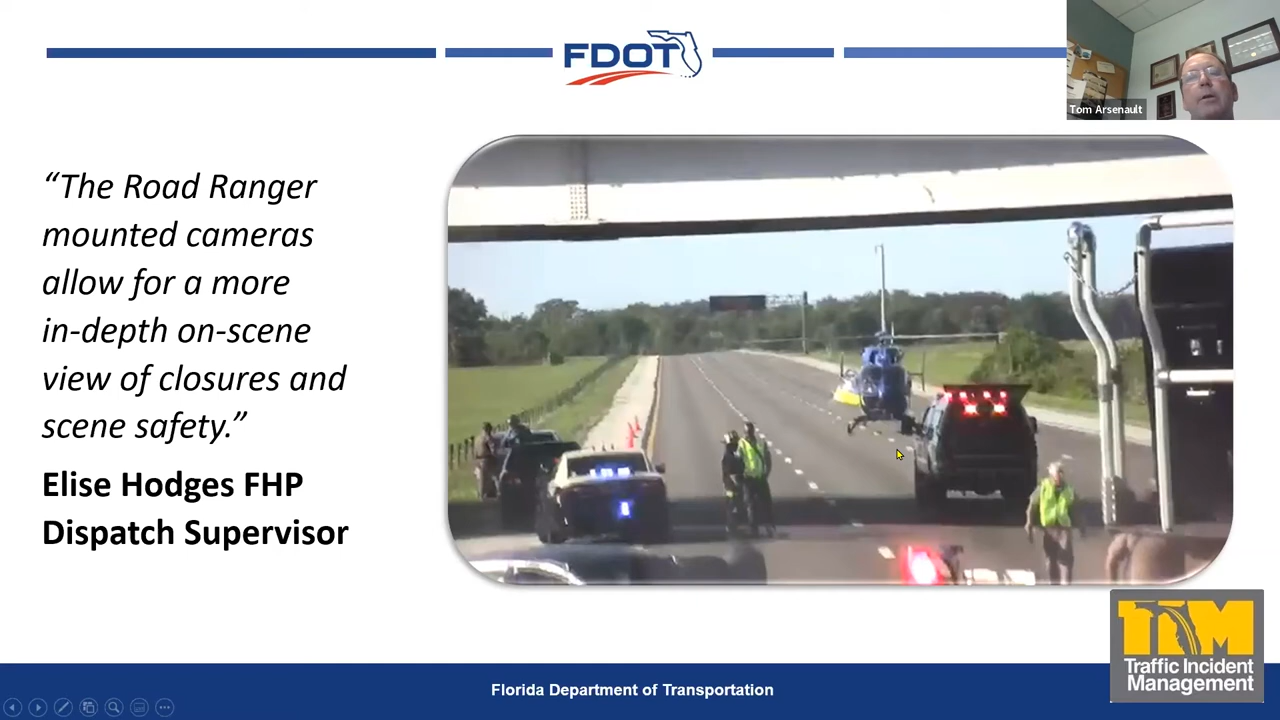 FDOT
Tom Arsenault
“The Road Ranger
mounted cameras
allow for a more
in-depth on-scene
view of closures and
scene safety.”
Elise Hodges FHP
Dispatch Supervisor
TIM
Traffic Incident
Management
Florida Department of Transportation